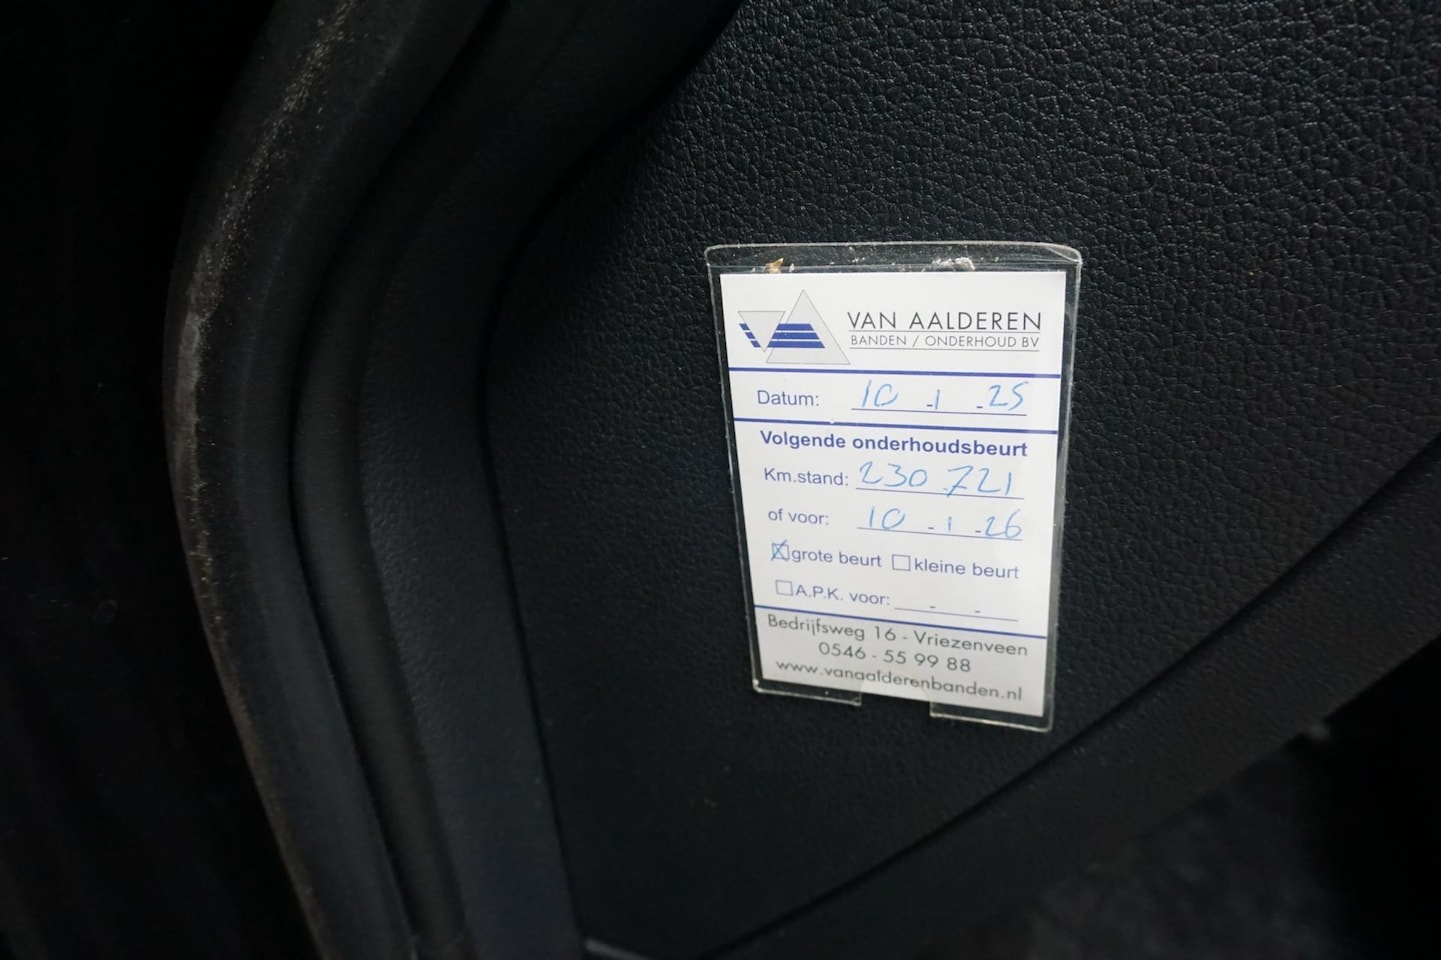 VAN AALDEREN
BANDEN / ONDERHOUD BV
Datum: 10 - 1 - 25
Volgende onderhoudsbeurt
Km.stand: 230.721
of voor: 10 - 1 - 26
grote beurt kleine beurt
A.P.K. voor: - -
Bedrijfsweg 16 - Vriezenveen
0546 - 55 99 88
www.vanaalderenbanden.nl